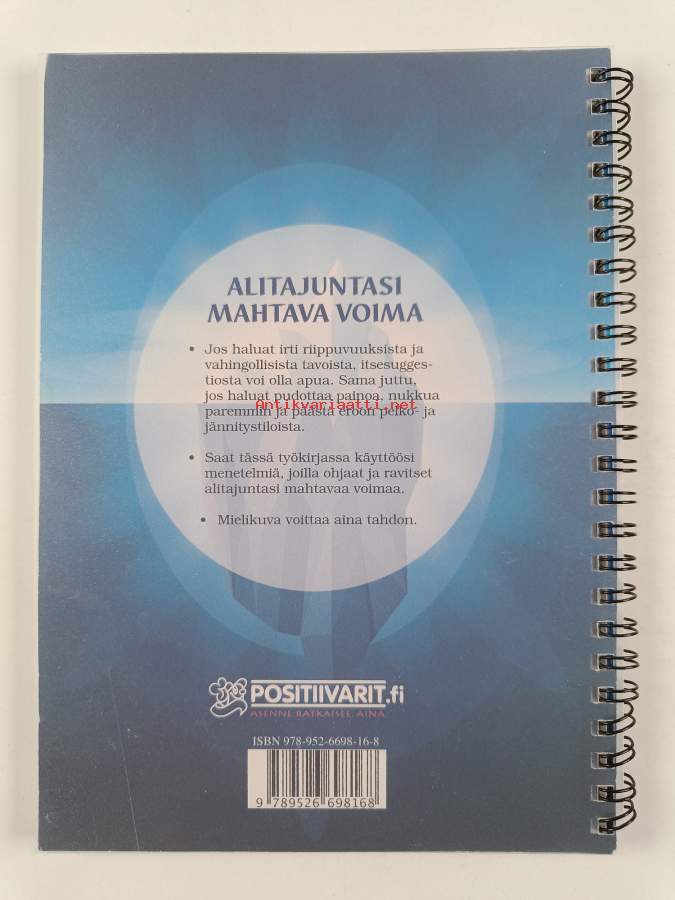 ALITAJUNTASI
MAHTAVA VOIMA
• Jos haluat irti riippuvuuksista ja
vahingollisista tavoista, itsesugges-
tiosta voi olla apua. Sama juttu,
jos haluat pudottaa painoa, nukkua
Antikvariaatti.net
paremmin ja päästä eroon pelko- ja
jännitystiloista.
• Saat tässä työkirjassa käyttöösi
menetelmiä, joilla ohjaat ja ravitset
alitajuntasi mahtavaa voimaa.
• Mielikuva voittaa aina tahdon.
POSITIIVARIT.fi
ASENNE RATKAISEE AINA
ISBN 978-952-6698-16-8
9 789526 698168